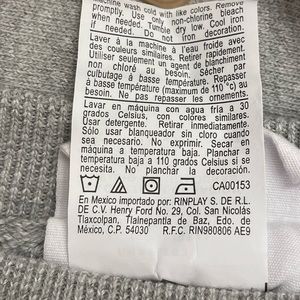 machine wash cold with like colors. Remove
promptly. Use only non-chlorine bleach
when needed. Tumble dry low. Cool iron
if needed. Do not iron decoration.
Laver à la machine à l'eau froide avec
des couleurs similaires. Retirer rapidement.
Utiliser seulement un agent de blanchiment
non chloré au besoin. Sécher par
culbutage à basse température. Repasser
à basse température (maximum de 110 °C) au
besoin. Ne pas repasser les ornements.
Lavar en máquina con agua fría a 30
grados Celsius, con colores similares.
Usar detergente. Retirar inmediatamente.
Sólo usar blanqueador sin cloro cuando
sea necesario. No exprimir. Secar en
máquina a temperatura baja. Planchar a
temperatura baja a 110 grados Celsius si se
necesita. No planchar la decoración.
CA00153
En Mexico importado por: RINPLAY S. DE R.L.
DE C.V. Henry Ford No. 29, Col. San Nicolás
Tlaxcolpan, Tlalnepantla de Baz, Edo. de
México, C.P. 54030 R.F.C. RIN980806 AE9